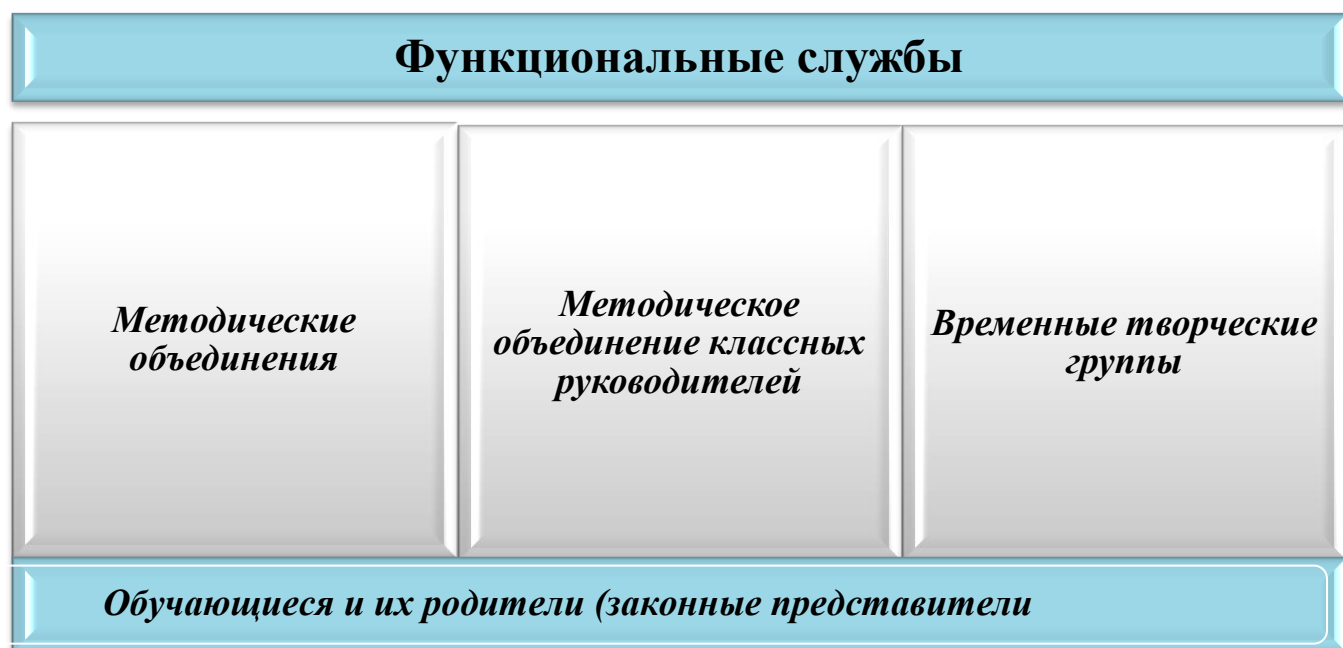 Функциональные службы
Методические
объединения
Методическое
объединение классных
руководителей
Временные творческие
группы
Обучающиеся и их родители (законные представители